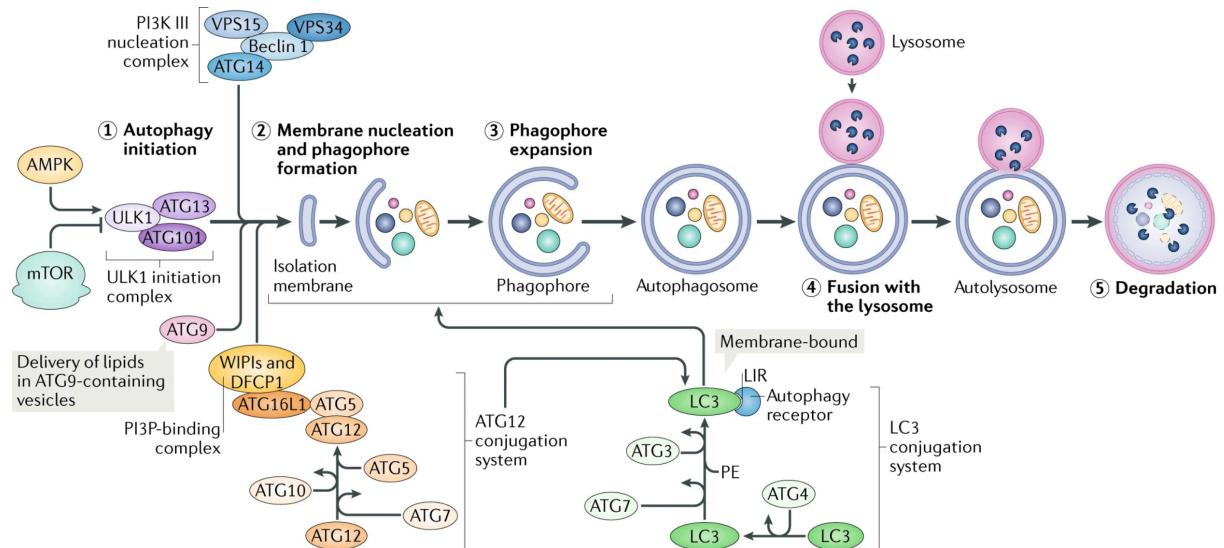 PI3K III
nucleation
complex
VPS15
VPS34
Beclin 1
ATG14
Lysosome
1 Autophagy
initiation
2 Membrane nucleation
and phagophore
formation
3 Phagophore
expansion
AMPK
ULK1
ATG13
ATG101
mTOR
ULK1 initiation
complex
Isolation
membrane
Phagophore
Autophagosome
4 Fusion with
the lysosome
Autolysosome
5 Degradation
ATG9
Delivery of lipids
in ATG9-containing
vesicles
WIPIs and
DFCP1
ATG16L1
ATG5
ATG12
PI3P-binding
complex
ATG5
ATG10
ATG7
ATG12
ATG12
conjugation
system
Membrane-bound
LC3
LIR
Autophagy
receptor
ATG3
PE
ATG7
ATG4
LC3
LC3
LC3
conjugation
system